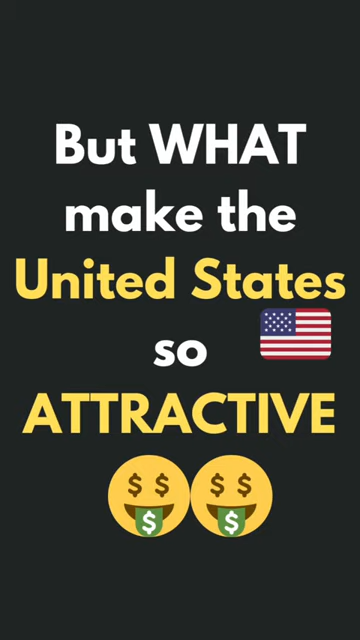 But WHAT
make the
United States
so
ATTRACTIVE
$ $ $ $
$ $